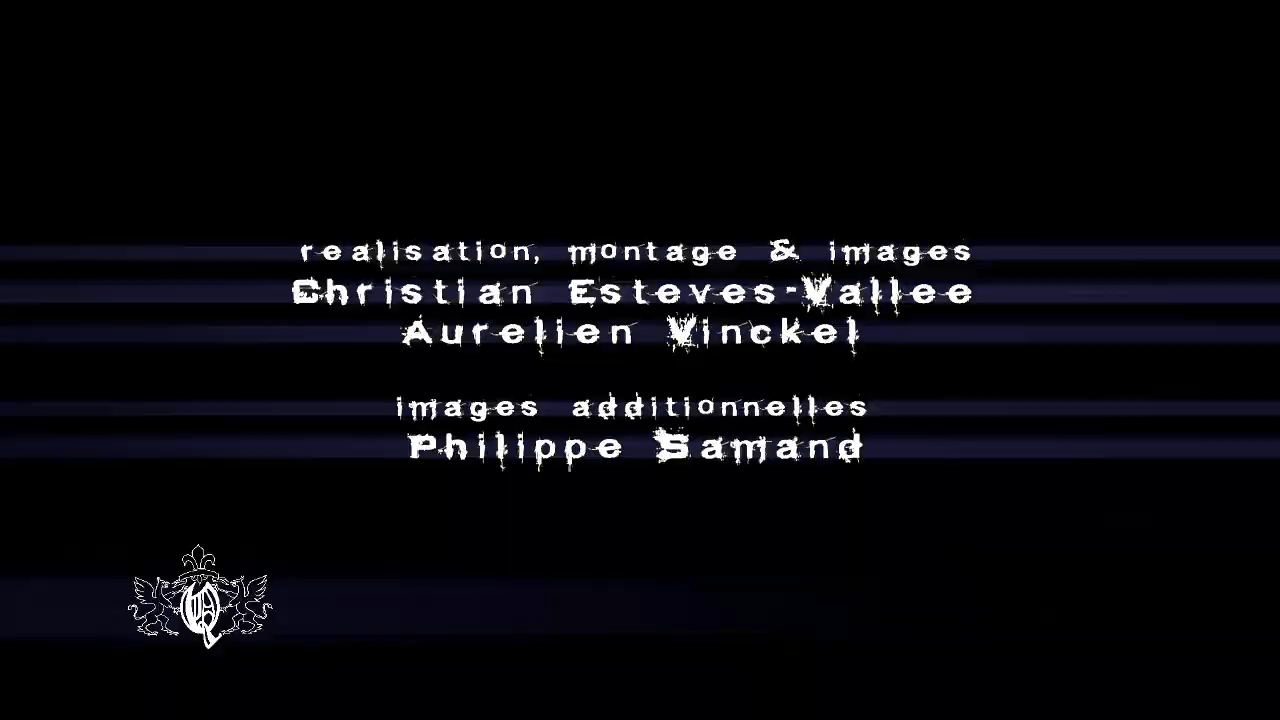 realisation, montage & images
Christian Esteves-Vallee
Aurelien Vinckel
images additionnelles
Philippe Samand
Q